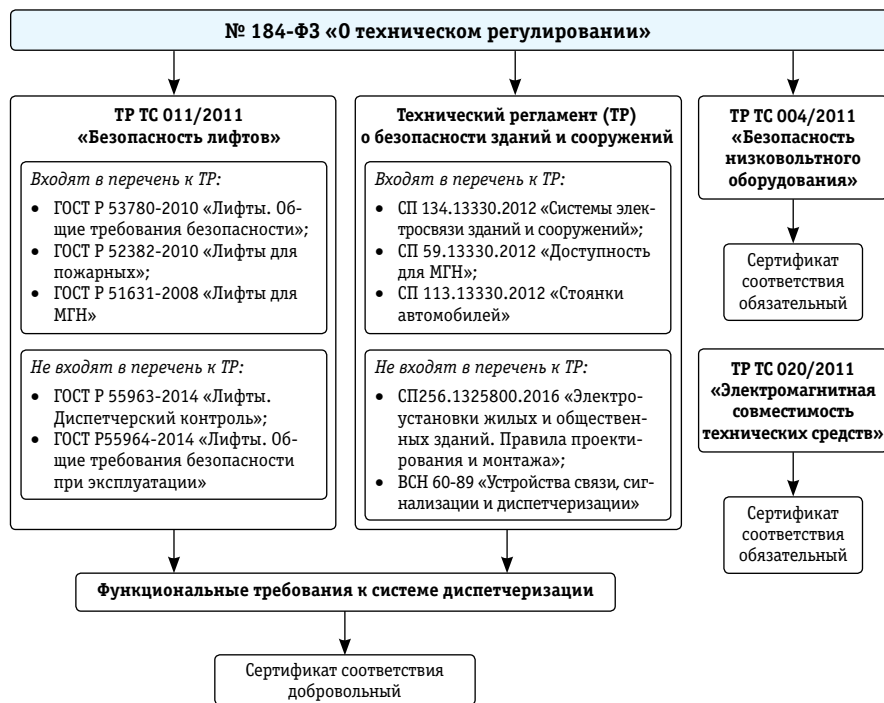 № 184-ФЗ «О техническом регулировании»
ТР ТС 011/2011
«Безопасность лифтов»
Входят в перечень к ТР:
• ГОСТ Р 53780-2010 «Лифты. Об-
щие требования безопасности»;
• ГОСТ Р 52382-2010 «Лифты для
пожарных»;
• ГОСТ Р 51631-2008 «Лифты для
МГН»
Не входят в перечень к ТР:
• ГОСТ Р 55963-2014 «Лифты.
Диспетчерский контроль»;
• ГОСТ Р55964-2014 «Лифты. Об-
щие требования безопасности
при эксплуатации»
Технический регламент (ТР)
о безопасности зданий и сооружений
Входят в перечень к ТР:
• СП 134.13330.2012 «Системы элек-
тросвязи зданий и сооружений»;
• СП 59.13330.2012 «Доступность
для МГН»;
• СП 113.13330.2012 «Стоянки
автомобилей»
Не входят в перечень к ТР:
• СП256.1325800.2016 «Электро-
установки жилых и обществен-
ных зданий. Правила проекти-
рования и монтажа»;
• ВСН 60-89 «Устройства связи, сиг-
нализации и диспетчеризации»
ТР ТС 004/2011
«Безопасность
низковольтного
оборудования»
Сертификат
соответствия
обязательный
ТР ТС 020/2011
«Электромагнитная
совместимость
технических средств»
Сертификат
соответствия
обязательный
Функциональные требования к системе диспетчеризации
Сертификат соответствия
добровольный